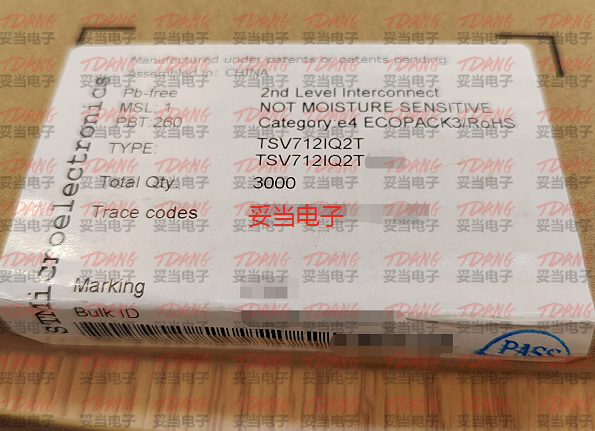 Manufactured under patents or patents pending
Assembled in: CHINA
Pb-free 2nd Level Interconnect
MSL: 1 NOT MOISTURE SENSITIVE
PBT 260 Category e4 ECOPACK3/RoHS
TYPE: TSV712IQ2T
TSV712IQ2T
Total Qty: 3000
Trace codes 妥当电子
Marking
Bulk ID
STMicroelectronics
PASS
TDANG
妥当电子